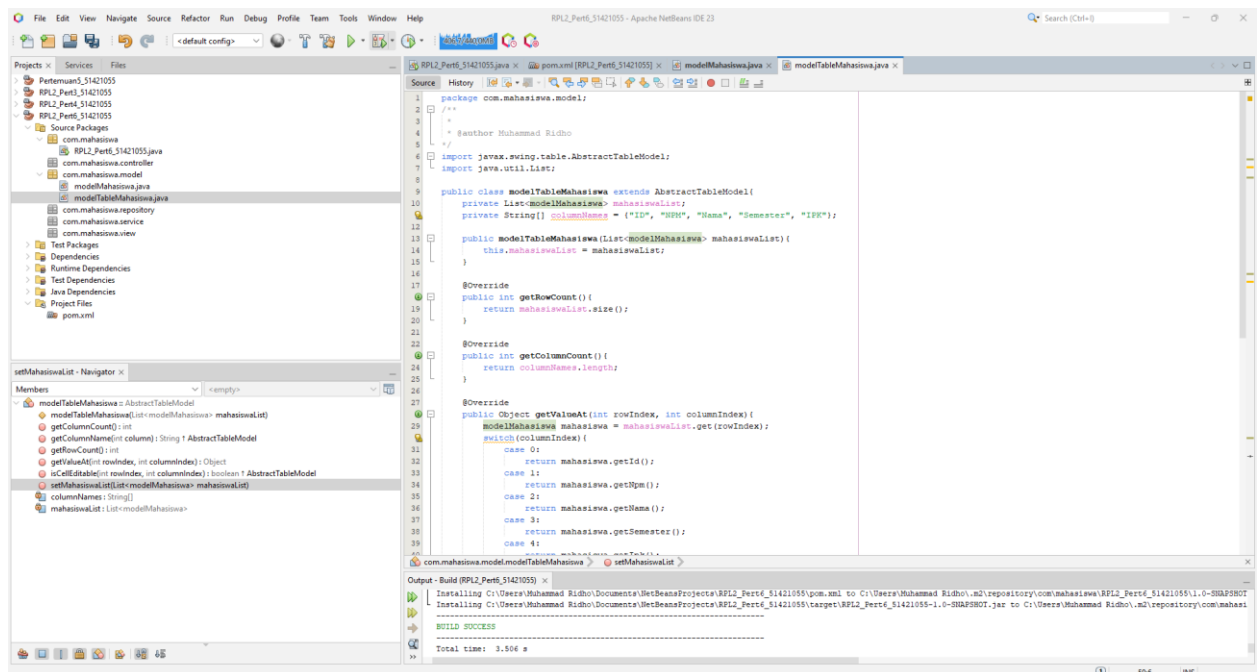 File Edit View Navigate Source Refactor Run Debug Profile Team Tools Window Help
RPL2_Pert6_51421055 - Apache NetBeans IDE 23
Search (Ctrl+I)
<default config>
Projects Services Files
Pertemuan5_51421055
RPL2_Pert3_51421055
RPL2_Pert4_51421055
RPL2_Pert6_51421055
Source Packages
com.mahasiswa
RPL2_Pert6_51421055.java
com.mahasiswa.controller
com.mahasiswa.model
modelMahasiswa.java
modelTableMahasiswa.java
com.mahasiswa.repository
com.mahasiswa.service
com.mahasiswa.view
Test Packages
Dependencies
Runtime Dependencies
Test Dependencies
Java Dependencies
Project Files
pom.xml
setMahasiswaList - Navigator
Members <empty>
modelTableMahasiswa :: AbstractTableModel
modelTableMahasiswa(List<modelMahasiswa> mahasiswaList)
getColumnCount() : int
getColumnName(int column) : String ↑ AbstractTableModel
getRowCount() : int
getValueAt(int rowIndex, int columnIndex) : Object
isCellEditable(int rowIndex, int columnIndex) : boolean ↑ AbstractTableModel
setMahasiswaList(List<modelMahasiswa> mahasiswaList)
columnNames : String[]
mahasiswaList : List<modelMahasiswa>
RPL2_Pert6_51421055.java pom.xml [RPL2_Pert6_51421055] modelMahasiswa.java modelTableMahasiswa.java
Source History
1 package com.mahasiswa.model;
2 /**
3 *
4 * @author Muhammad Ridho
5 */
6 import javax.swing.table.AbstractTableModel;
7 import java.util.List;
8
9 public class modelTableMahasiswa extends AbstractTableModel{
10 private List<modelMahasiswa> mahasiswaList;
private String[] columnNames = {"ID", "NPM", "Nama", "Semester", "IPK"};
12
13 public modelTableMahasiswa(List<modelMahasiswa> mahasiswaList){
14 this.mahasiswaList = mahasiswaList;
15 }
16
17 @Override
public int getRowCount(){
19 return mahasiswaList.size();
20 }
21
22 @Override
public int getColumnCount(){
24 return columnNames.length;
25 }
26
27 @Override
public Object getValueAt(int rowIndex, int columnIndex){
29 modelMahasiswa mahasiswa = mahasiswaList.get(rowIndex);
switch(columnIndex){
31 case 0:
32 return mahasiswa.getId();
33 case 1:
34 return mahasiswa.getNpm();
35 case 2:
36 return mahasiswa.getNama();
37 case 3:
38 return mahasiswa.getSemester();
39 case 4:
com.mahasiswa.model.modelTableMahasiswa setMahasiswaList
Output - Build (RPL2_Pert6_51421055)
Installing C:\Users\Muhammad Ridho\Documents\NetBeansProjects\RPL2_Pert6_51421055\pom.xml to C:\Users\Muhammad Ridho\.m2\repository\com\mahasiswa\RPL2_Pert6_51421055\1.0-SNAPSHOT
Installing C:\Users\Muhammad Ridho\Documents\NetBeansProjects\RPL2_Pert6_51421055\target\RPL2_Pert6_51421055-1.0-SNAPSHOT.jar to C:\Users\Muhammad Ridho\.m2\repository\com\mahasi
------------------------------------------------------------------------
BUILD SUCCESS
------------------------------------------------------------------------
Total time: 3.506 s